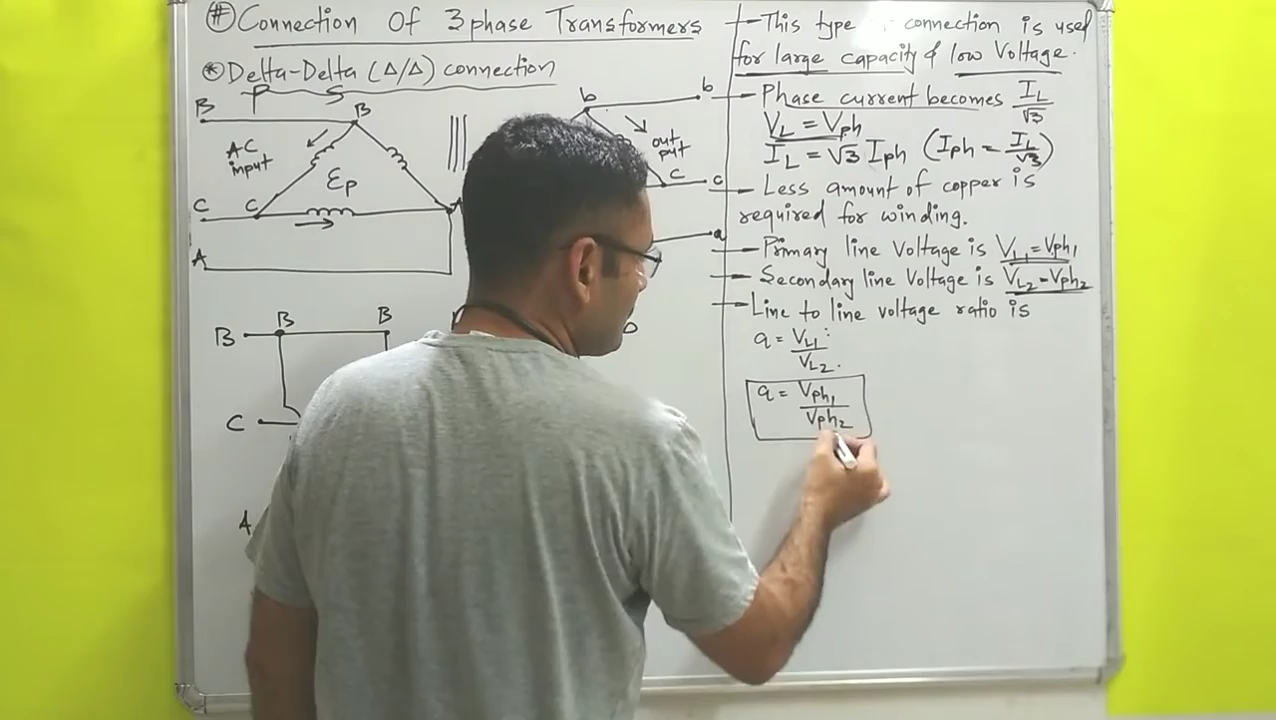 #Connection Of 3 phase Transformers
*Delta-Delta (Δ/Δ) connection
P S
B B
AC
input
Ep
C C
A
b b
out
put
C c
a
B B B
C
A
This type connection is used
for large capacity & low Voltage.
Phase current becomes IL/√3
VL = Vph
IL = √3 Iph (Iph = IL/√3)
Less amount of copper is
required for winding.
Primary line Voltage is VL1 = Vph1
Secondary line Voltage is VL2 = Vph2
Line to line voltage ratio is
a = VL1/VL2.
a = Vph1/Vph2